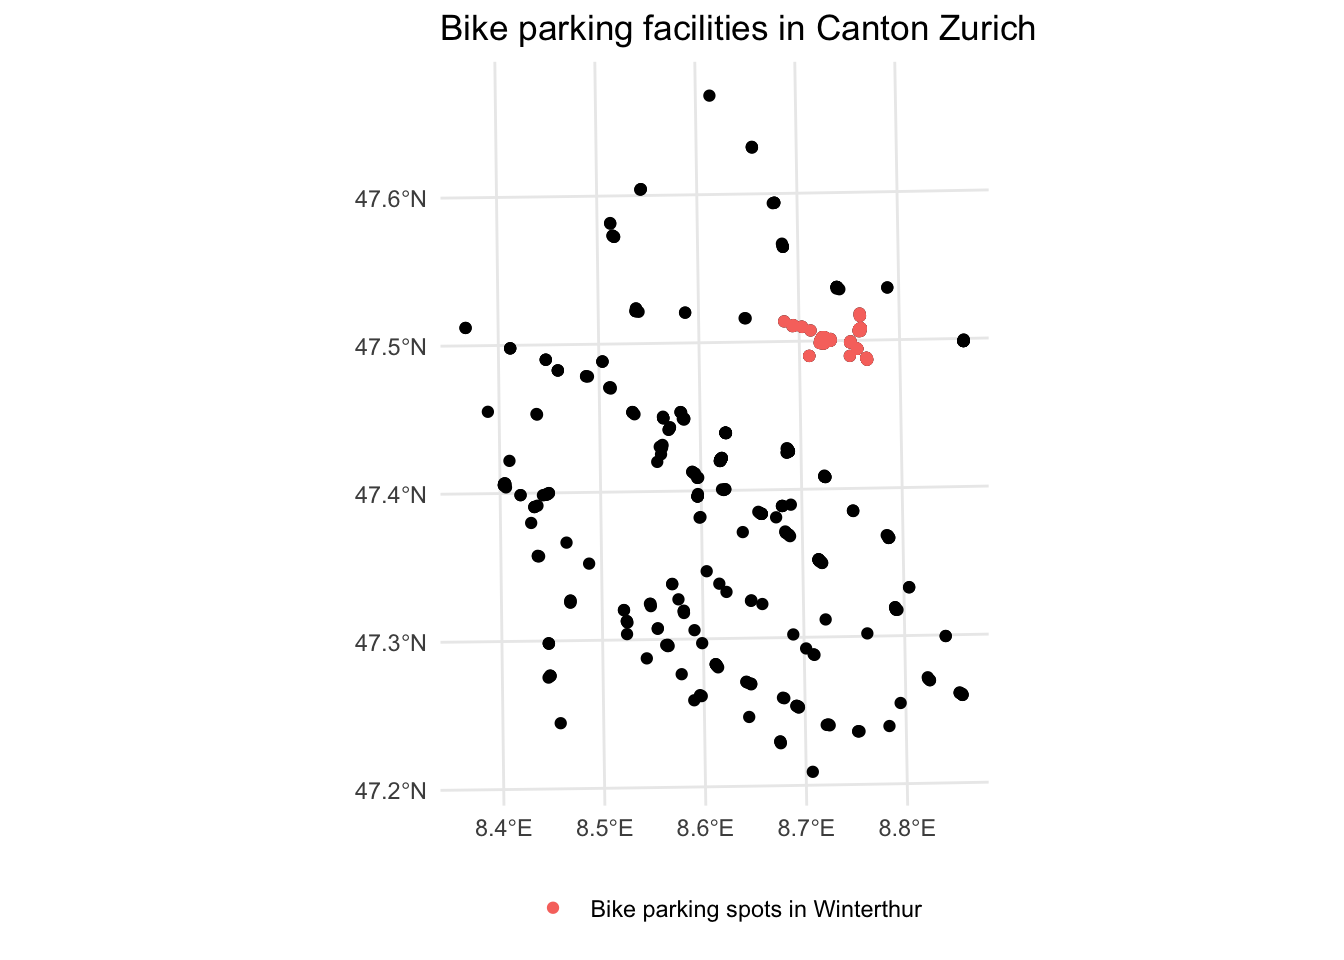 Bike parking facilities in Canton Zurich
47.6°N
47.5°N
47.4°N
47.3°N
47.2°N
8.4°E 8.5°E 8.6°E 8.7°E 8.8°E
Bike parking spots in Winterthur